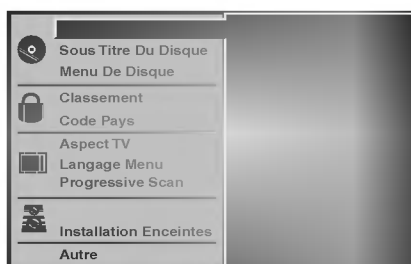 Sous Titre Du Disque
Menu De Disque
Classement
Code Pays
Aspect TV
Langage Menu
Progressive Scan
Installation Enceintes
Autre